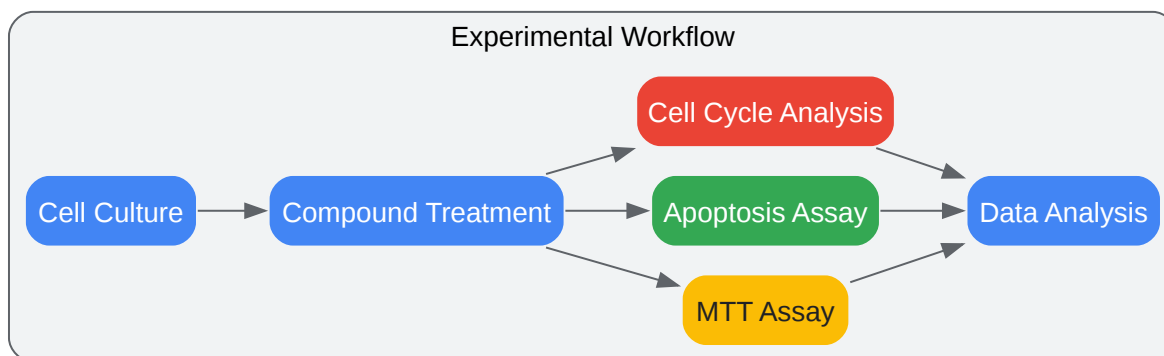 Experimental Workflow
Cell Culture
Compound Treatment
Cell Cycle Analysis
Apoptosis Assay
MTT Assay
Data Analysis